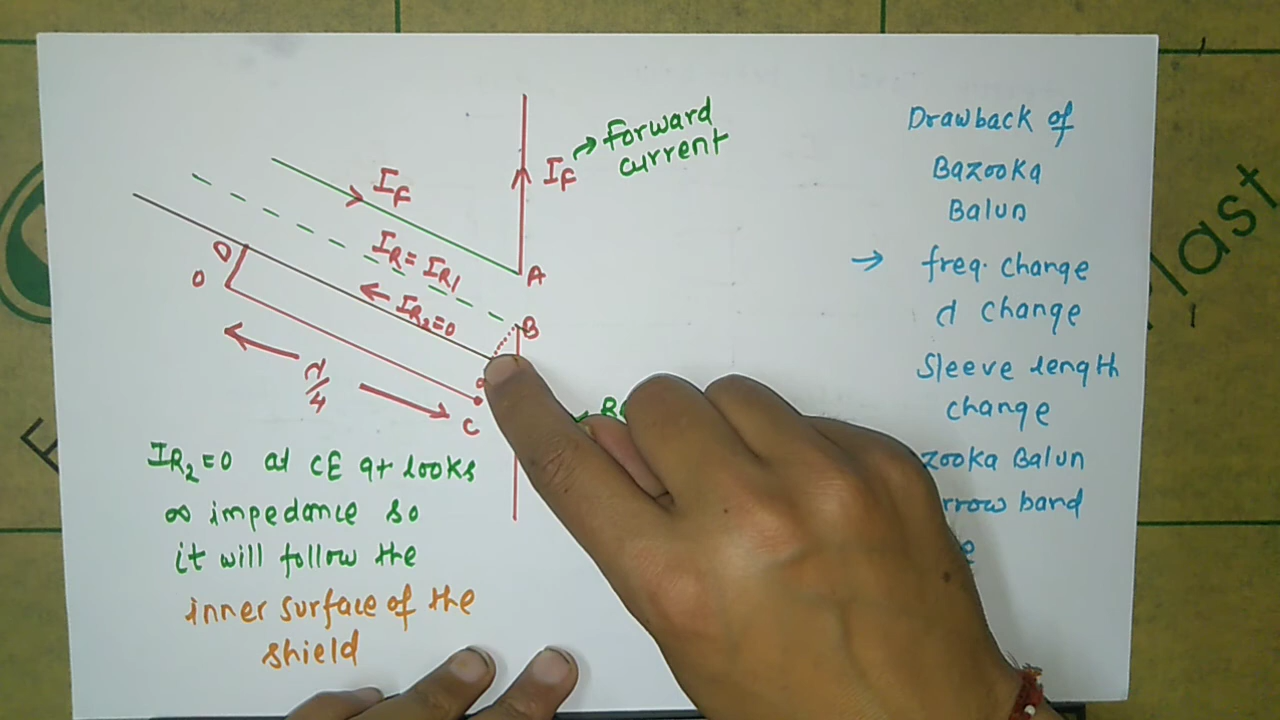 Forward
current
IF
IF
IR = IR1
IR2=0
A
B
D
O
λ/4
C
IR2=0 at CE it looks
∞ impedance so
it will follow the
inner surface of the
shield
Drawback of
Bazooka
Balun
→ freq. change
d change
Sleeve length
change
zooka Balun
rrow band
last